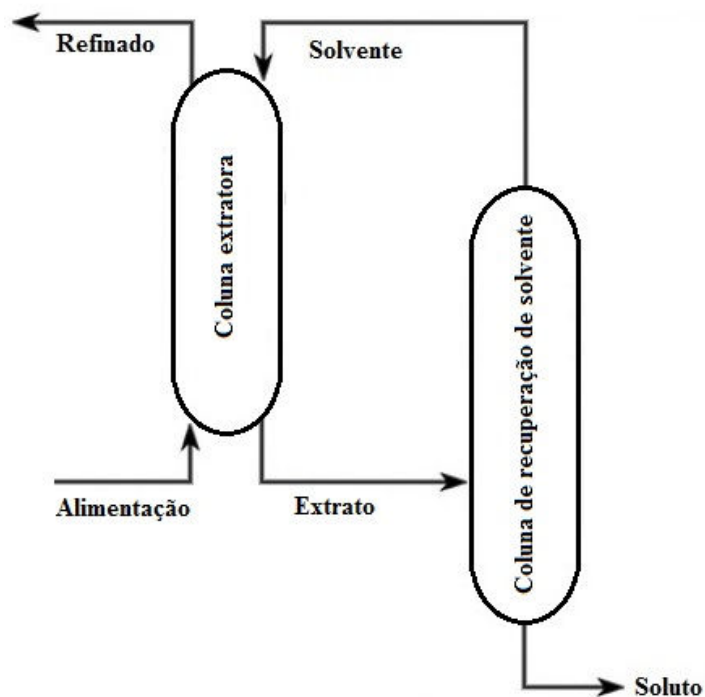 Refinado
Solvente
Coluna extratora
Coluna de recuperação de solvente
Alimentação
Extrato
Soluto